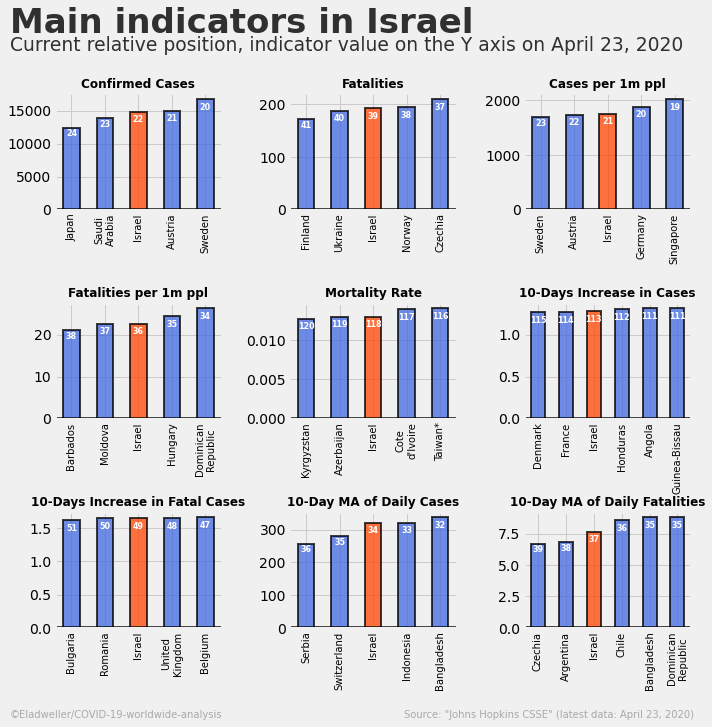 Main indicators in Israel
Current relative position, indicator value on the Y axis on April 23, 2020
Confirmed Cases
15000
10000
5000
0
24
23
22
21
20
Japan
Saudi
Arabia
Israel
Austria
Sweden
Fatalities
200
100
0
41
40
39
38
37
Finland
Ukraine
Israel
Norway
Czechia
Cases per 1m ppl
2000
1000
0
23
22
21
20
19
Sweden
Austria
Israel
Germany
Singapore
Fatalities per 1m ppl
20
10
0
38
37
36
35
34
Barbados
Moldova
Israel
Hungary
Dominican
Republic
Mortality Rate
0.010
0.005
0.000
120
119
118
117
116
Kyrgyzstan
Azerbaijan
Israel
Cote
d'Ivoire
Taiwan*
10-Days Increase in Cases
1.0
0.5
0.0
115
114
113
112
111
111
Denmark
France
Israel
Honduras
Angola
Guinea-Bissau
10-Days Increase in Fatal Cases
1.5
1.0
0.5
0.0
51
50
49
48
47
Bulgaria
Romania
Israel
United
Kingdom
Belgium
10-Day MA of Daily Cases
300
200
100
0
36
35
34
33
32
Serbia
Switzerland
Israel
Indonesia
Bangladesh
10-Day MA of Daily Fatalities
7.5
5.0
2.5
0.0
39
38
37
36
35
35
Czechia
Argentina
Israel
Chile
Bangladesh
Dominican
Republic
©Eladweller/COVID-19-worldwide-analysis
Source: "Johns Hopkins CSSE" (latest data: April 23, 2020)